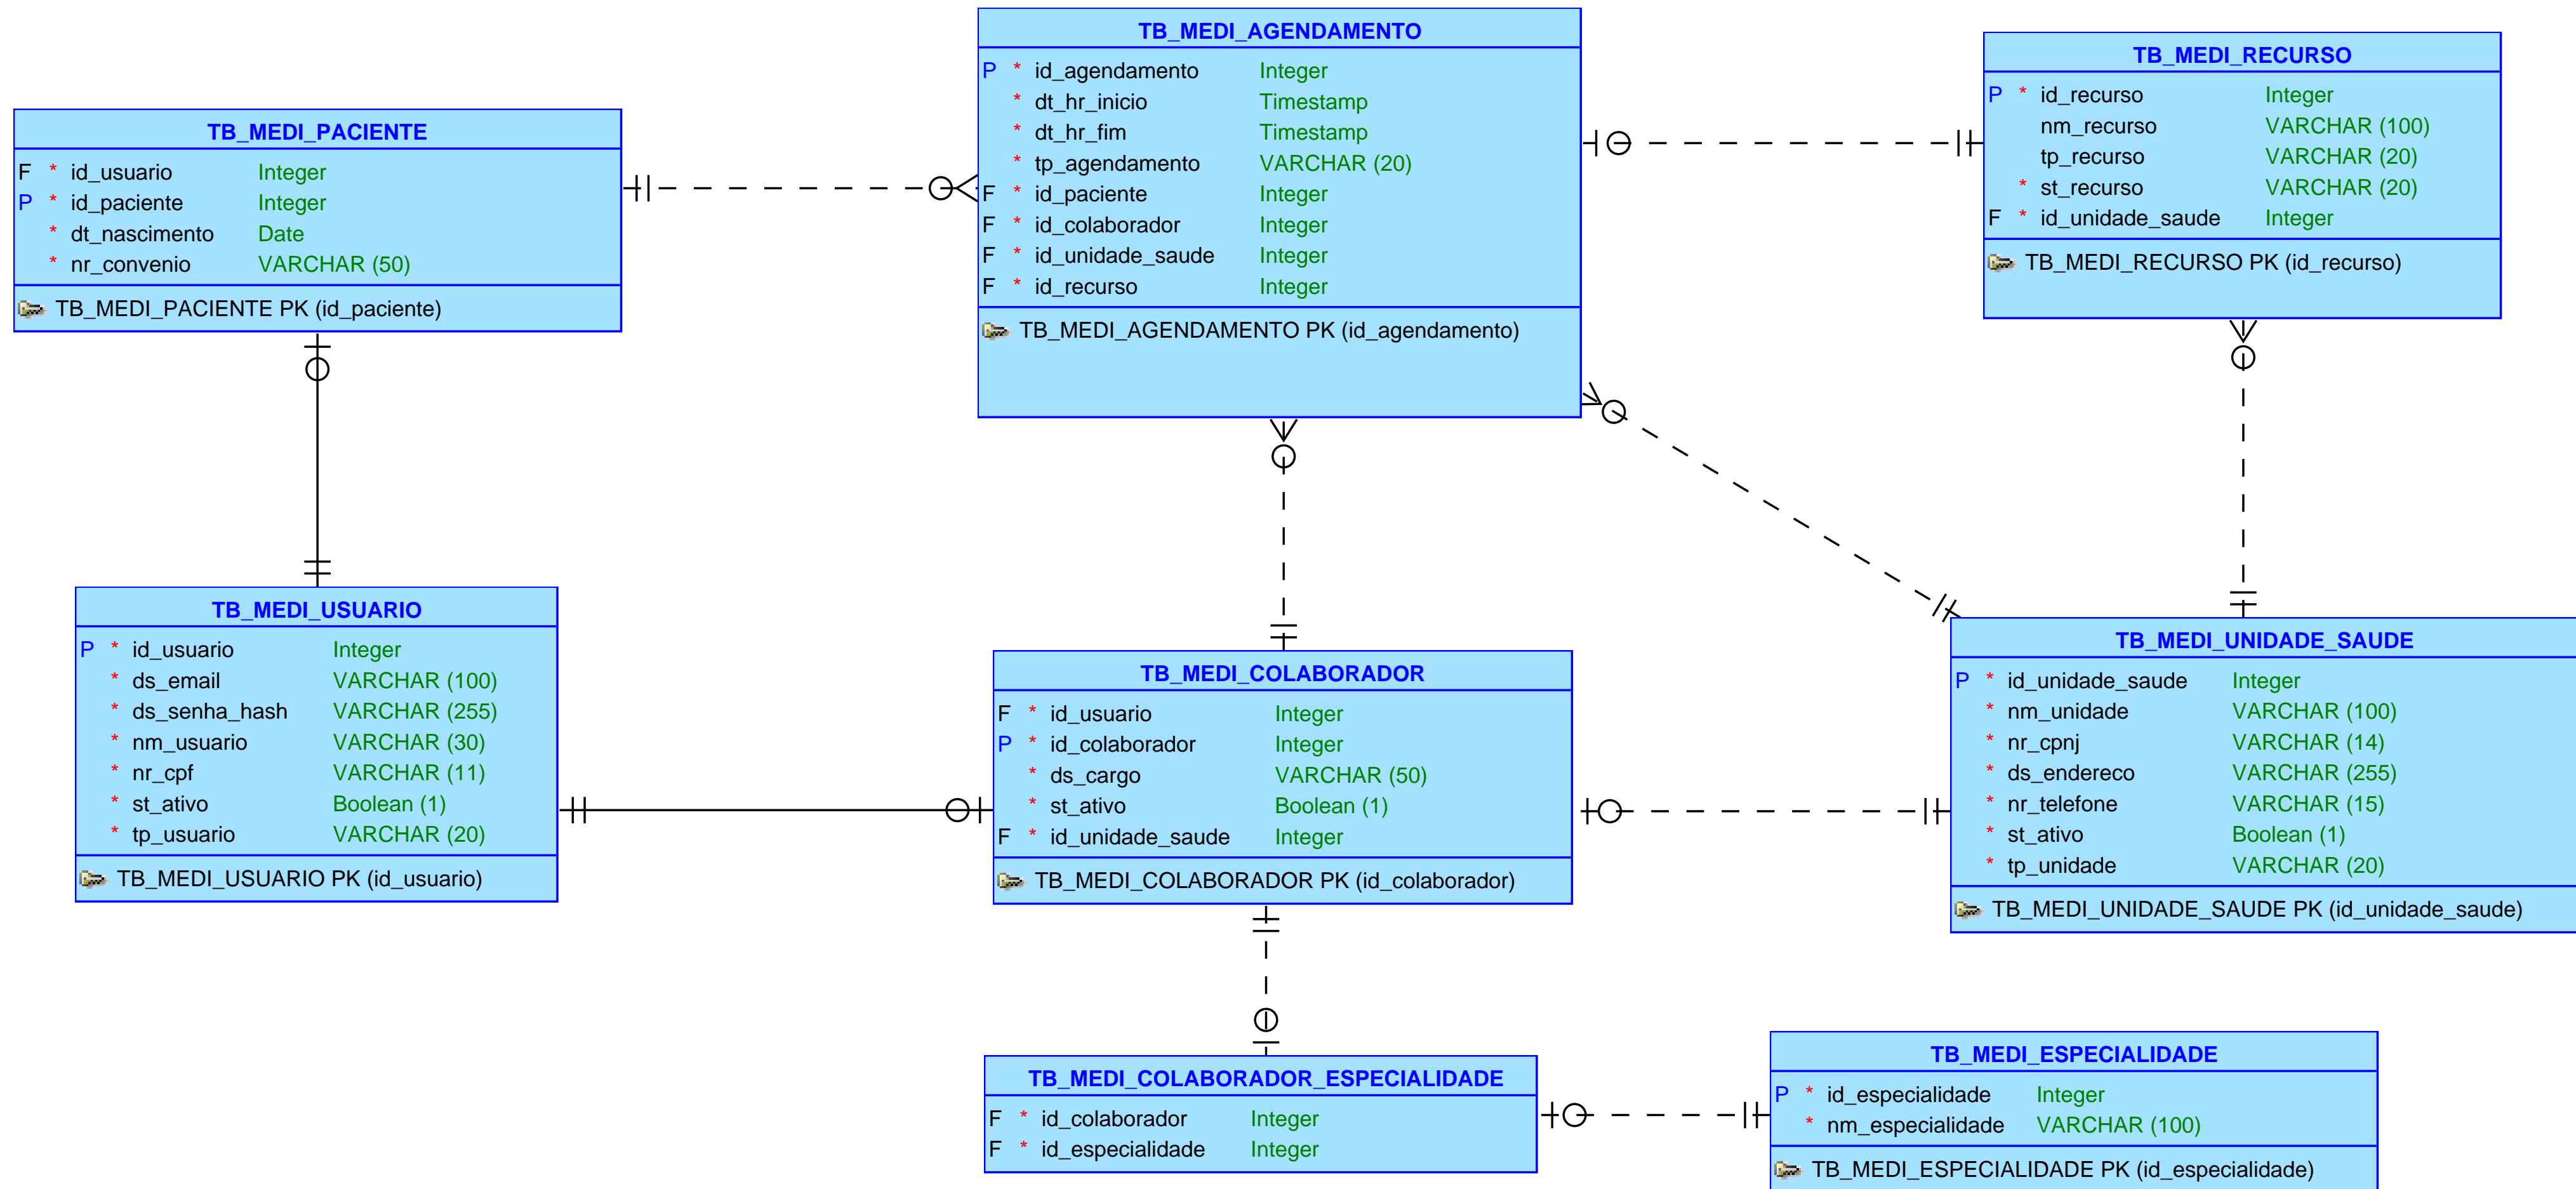 TB_MEDI_AGENDAMENTO
P * id_agendamento Integer
* dt_hr_inicio Timestamp
* dt_hr_fim Timestamp
* tp_agendamento VARCHAR (20)
F * id_paciente Integer
F * id_colaborador Integer
F * id_unidade_saude Integer
F * id_recurso Integer
TB_MEDI_AGENDAMENTO PK (id_agendamento)
TB_MEDI_RECURSO
P * id_recurso Integer
nm_recurso VARCHAR (100)
tp_recurso VARCHAR (20)
* st_recurso VARCHAR (20)
F * id_unidade_saude Integer
TB_MEDI_RECURSO PK (id_recurso)
TB_MEDI_PACIENTE
F * id_usuario Integer
P * id_paciente Integer
* dt_nascimento Date
* nr_convenio VARCHAR (50)
TB_MEDI_PACIENTE PK (id_paciente)
TB_MEDI_USUARIO
P * id_usuario Integer
* ds_email VARCHAR (100)
* ds_senha_hash VARCHAR (255)
* nm_usuario VARCHAR (30)
* nr_cpf VARCHAR (11)
* st_ativo Boolean (1)
* tp_usuario VARCHAR (20)
TB_MEDI_USUARIO PK (id_usuario)
TB_MEDI_COLABORADOR
F * id_usuario Integer
P * id_colaborador Integer
* ds_cargo VARCHAR (50)
* st_ativo Boolean (1)
F * id_unidade_saude Integer
TB_MEDI_COLABORADOR PK (id_colaborador)
TB_MEDI_UNIDADE_SAUDE
P * id_unidade_saude Integer
* nm_unidade VARCHAR (100)
* nr_cpnj VARCHAR (14)
* ds_endereco VARCHAR (255)
* nr_telefone VARCHAR (15)
* st_ativo Boolean (1)
* tp_unidade VARCHAR (20)
TB_MEDI_UNIDADE_SAUDE PK (id_unidade_saude)
TB_MEDI_COLABORADOR_ESPECIALIDADE
F * id_colaborador Integer
F * id_especialidade Integer
TB_MEDI_ESPECIALIDADE
P * id_especialidade Integer
* nm_especialidade VARCHAR (100)
TB_MEDI_ESPECIALIDADE PK (id_especialidade)